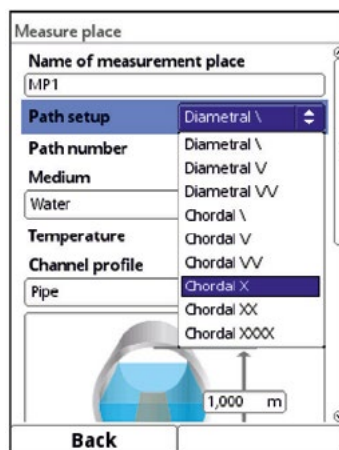 Measure place
Name of measurement place
MP1
Path setup
Diametral \
Diametral \
Diametral V
Diametral VV
Chordal \
Chordal V
Chordal VV
Chordal X
Chordal XX
Chordal XXXX
Path number
Medium
Water
Temperature
Channel profile
Pipe
1,000 m
Back